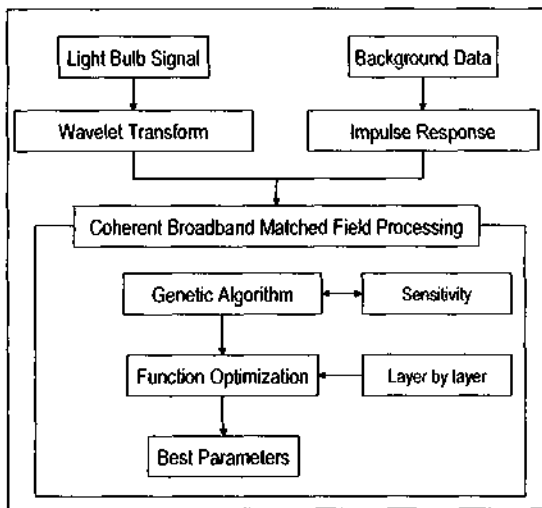 Light Bulb Signal
Background Data
Wavelet Transform
Impulse Response
Coherent Broadband Matched Field Processing
Genetic Algorithm
Sensitivity
Function Optimization
Layer by layer
Best Parameters